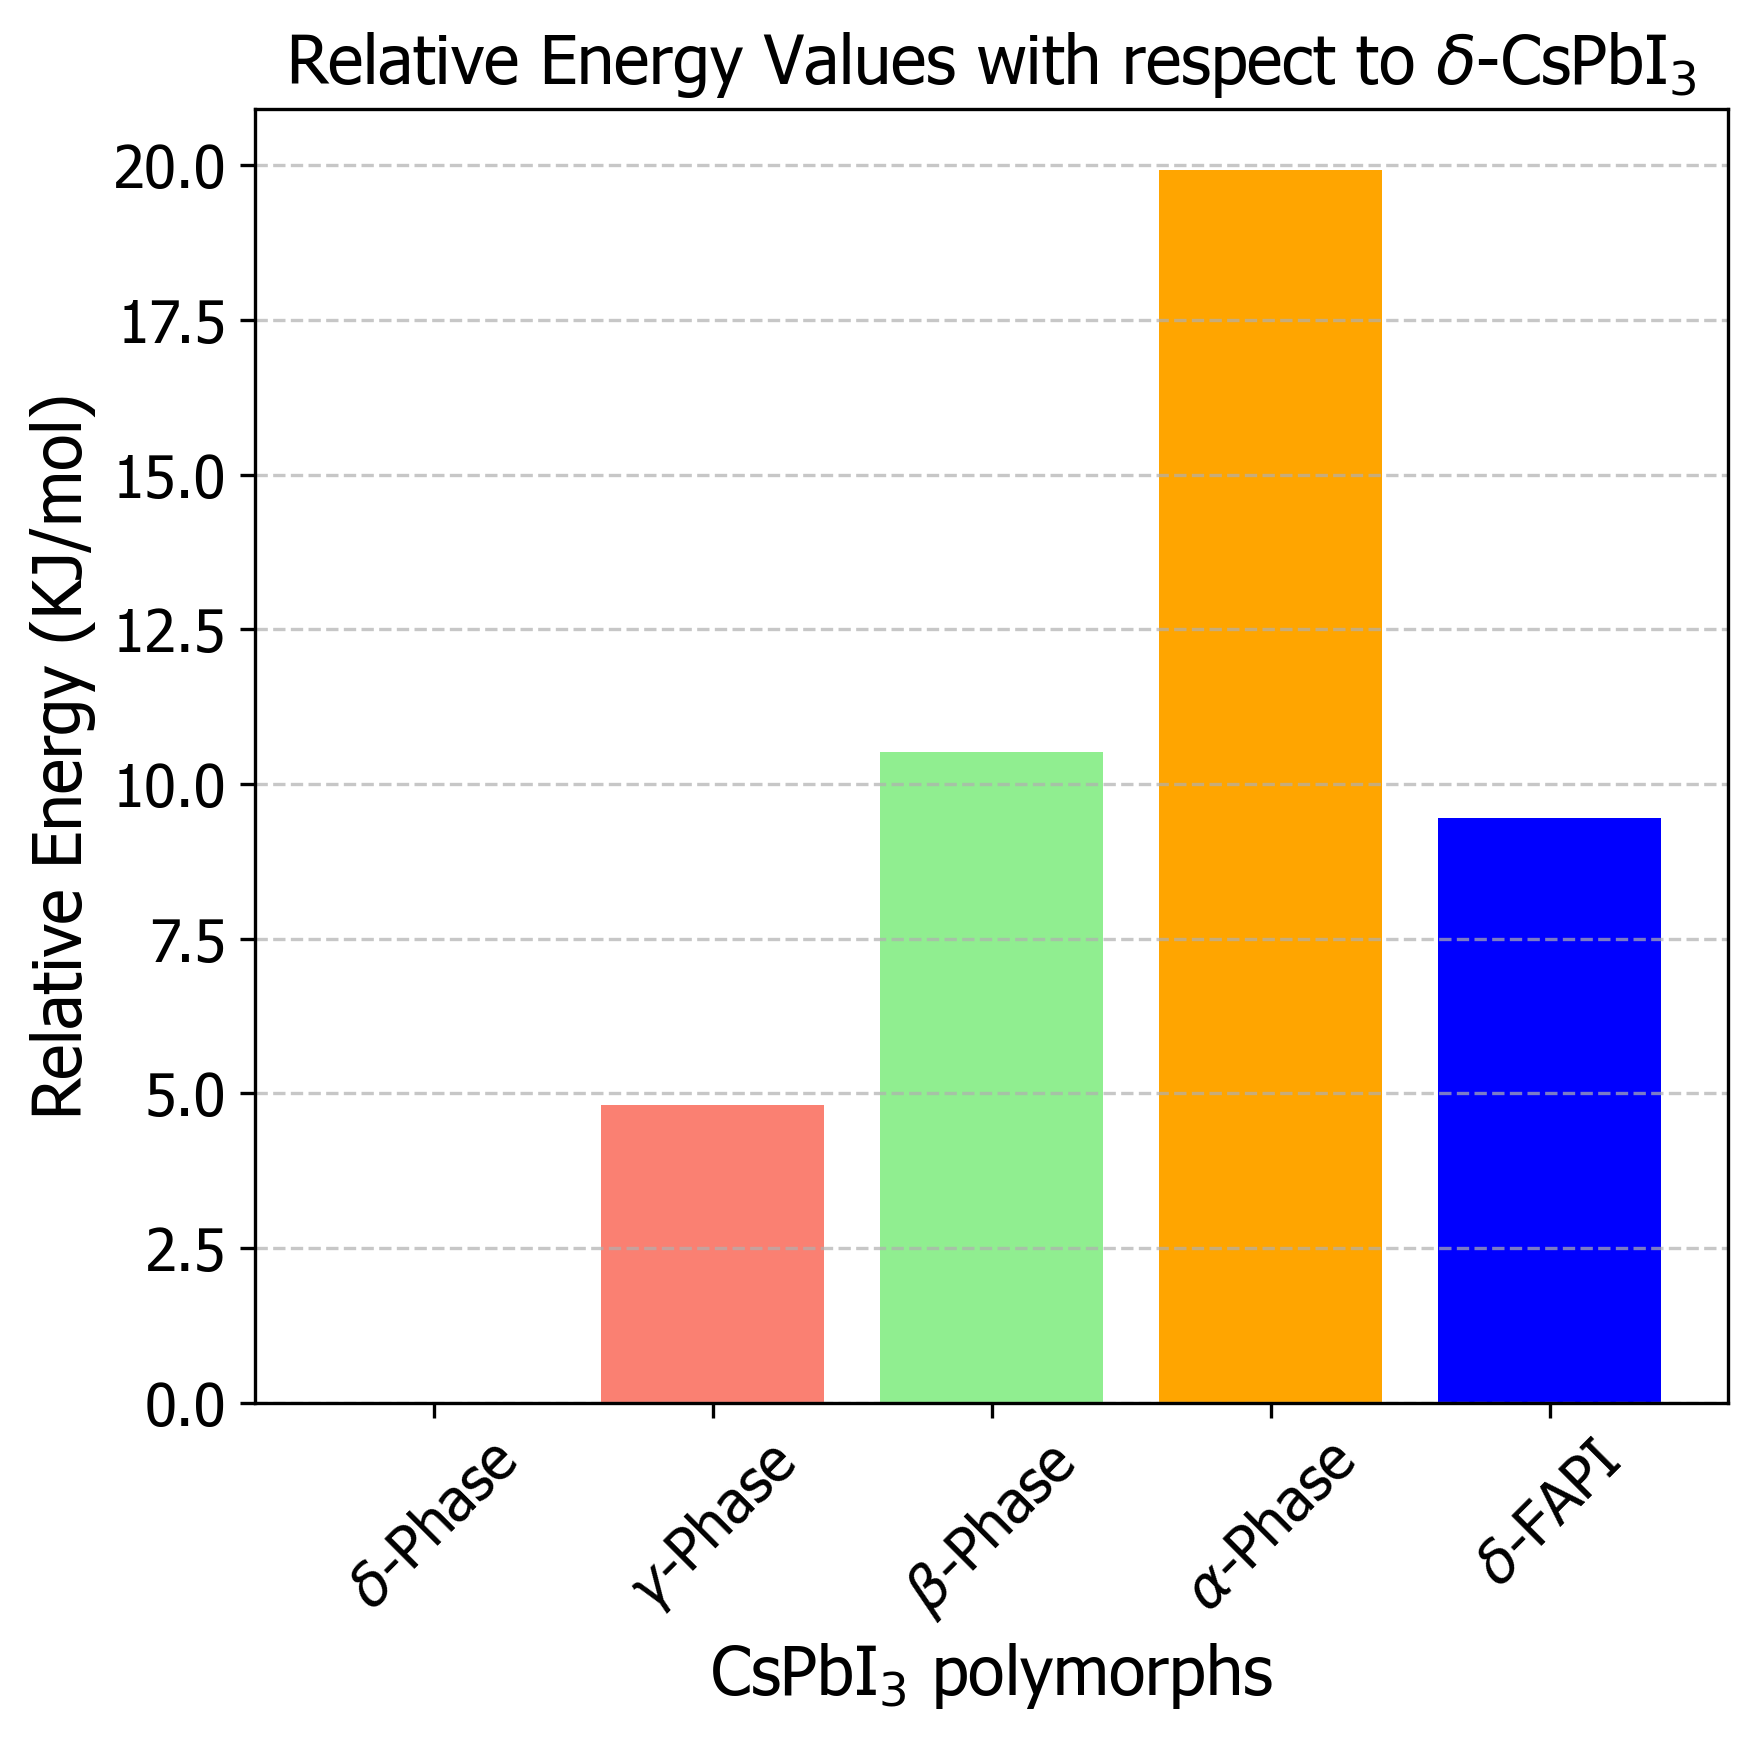 Relative Energy Values with respect to δ-CsPbI₃
Relative Energy (KJ/mol)
20.0
17.5
15.0
12.5
10.0
7.5
5.0
2.5
0.0
δ-Phase
γ-Phase
β-Phase
α-Phase
δ-FAPI
CsPbI₃ polymorphs